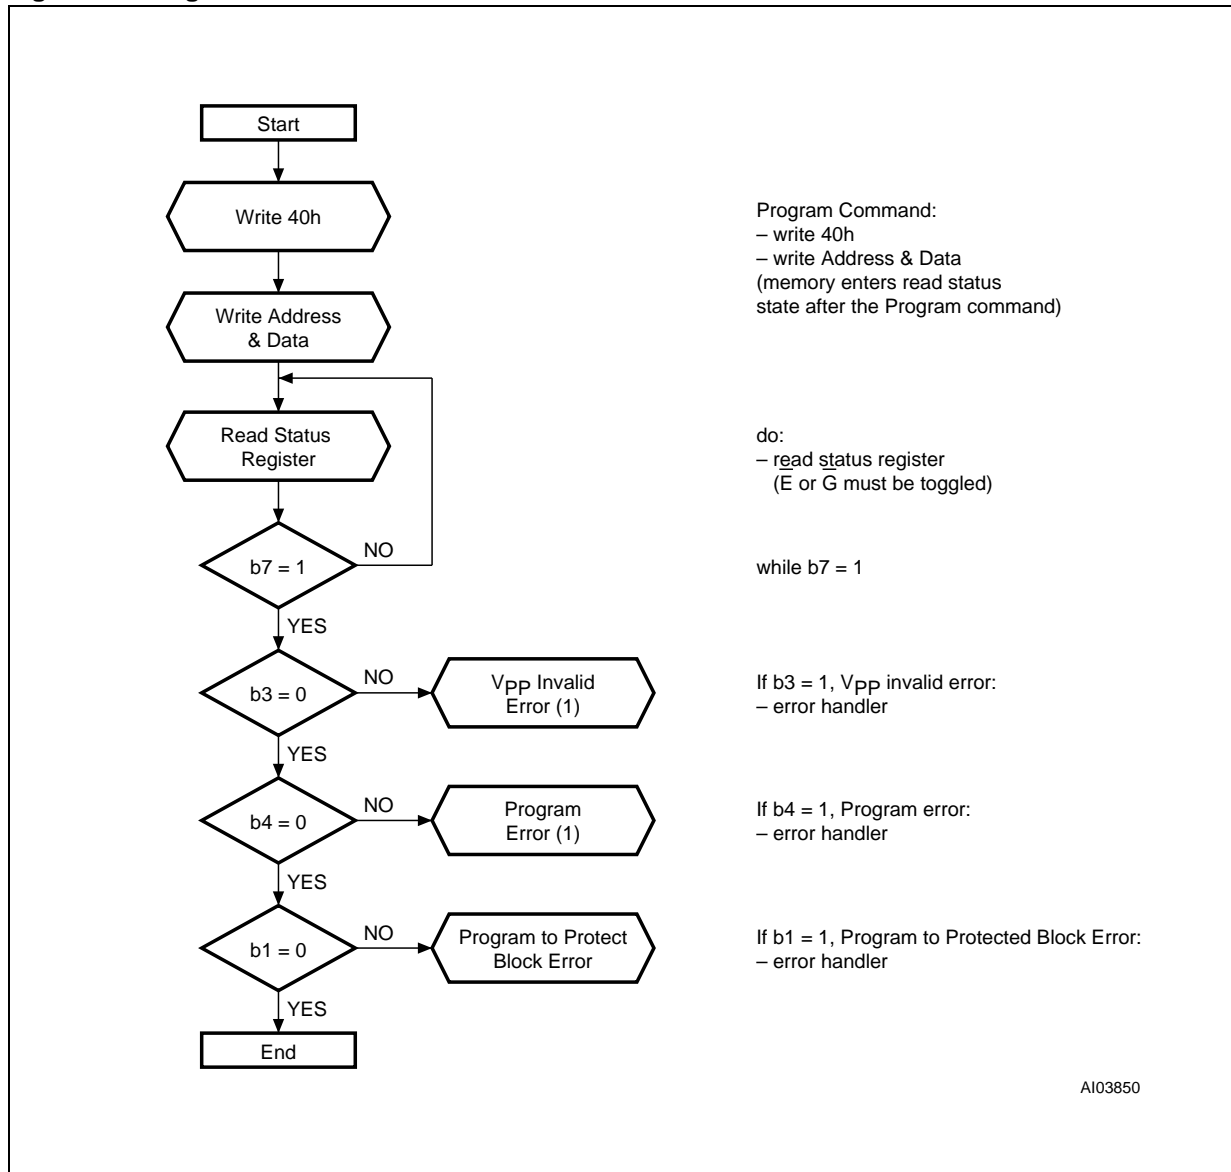 Start
Write 40h
Program Command:
– write 40h
– write Address & Data
(memory enters read status
state after the Program command)
Write Address
& Data
Read Status
Register
do:
– read status register
(E̅ or G̅ must be toggled)
b7 = 1
NO
while b7 = 1
YES
b3 = 0
NO
VPP Invalid
Error (1)
If b3 = 1, VPP invalid error:
– error handler
YES
b4 = 0
NO
Program
Error (1)
If b4 = 1, Program error:
– error handler
YES
b1 = 0
NO
Program to Protect
Block Error
If b1 = 1, Program to Protected Block Error:
– error handler
YES
End
AI03850